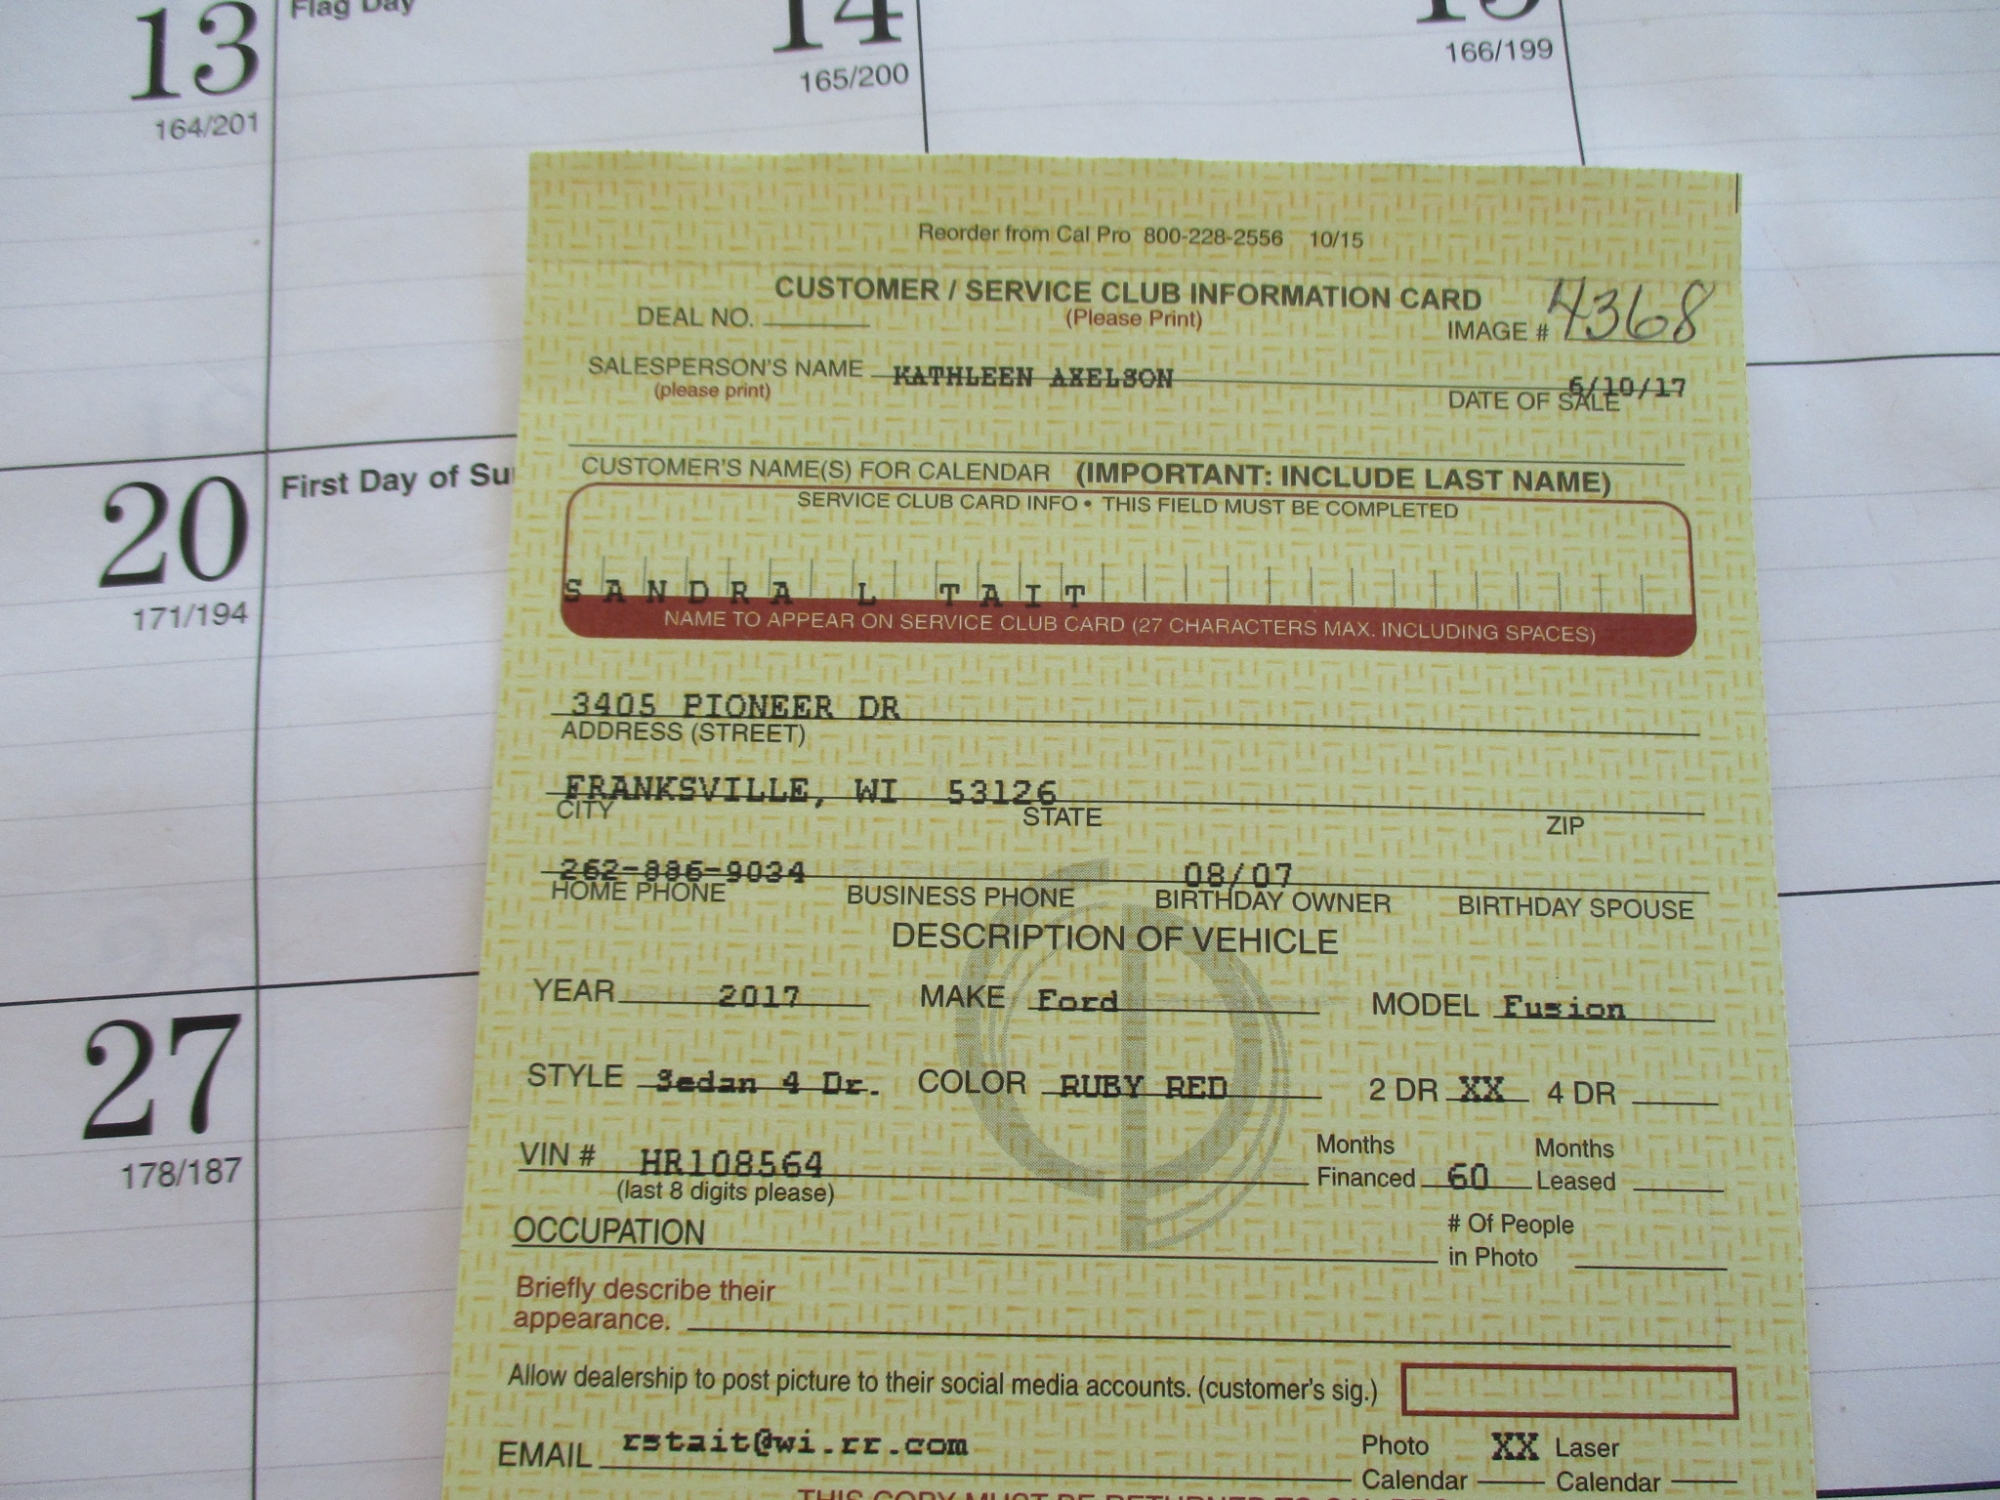 13
Flag Day
164/201
14
165/200
15
166/199
20
First Day of Su
171/194
27
178/187
Reorder from Cal Pro 800-228-2556 10/15
CUSTOMER / SERVICE CLUB INFORMATION CARD
DEAL NO.
(Please Print)
IMAGE # 4368
SALESPERSON'S NAME KATHLEEN AXELSON
(please print)
6/10/17
DATE OF SALE
CUSTOMER'S NAME(S) FOR CALENDAR (IMPORTANT: INCLUDE LAST NAME)
SERVICE CLUB CARD INFO • THIS FIELD MUST BE COMPLETED
SANDRA L TAIT
NAME TO APPEAR ON SERVICE CLUB CARD (27 CHARACTERS MAX. INCLUDING SPACES)
3405 PIONEER DR
ADDRESS (STREET)
FRANKSVILLE, WI 53126
CITY STATE ZIP
262-886-9034 08/07
HOME PHONE BUSINESS PHONE BIRTHDAY OWNER BIRTHDAY SPOUSE
DESCRIPTION OF VEHICLE
YEAR 2017 MAKE Ford MODEL Fusion
STYLE Sedan 4 Dr. COLOR RUBY RED 2 DR XX 4 DR
VIN # HR108564
(last 8 digits please)
Months Financed 60 Months Leased
OCCUPATION
# Of People
in Photo
Briefly describe their
appearance.
Allow dealership to post picture to their social media accounts. (customer's sig.)
EMAIL rstait@wi.rr.com
Photo Calendar XX Laser Calendar